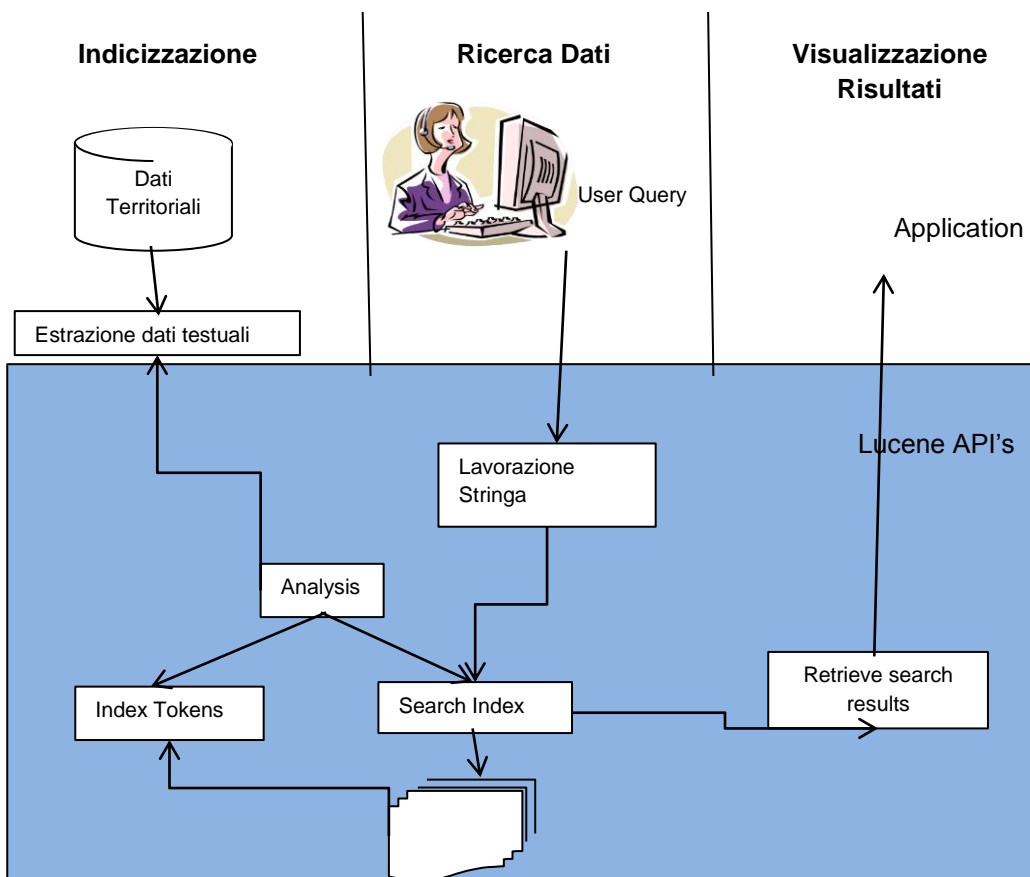 Indicizzazione
Ricerca Dati
Visualizzazione
Risultati
Dati
Territoriali
User Query
Application
Estrazione dati testuali
Lucene API's
Lavorazione
Stringa
Analysis
Index Tokens
Search Index
Retrieve search
results